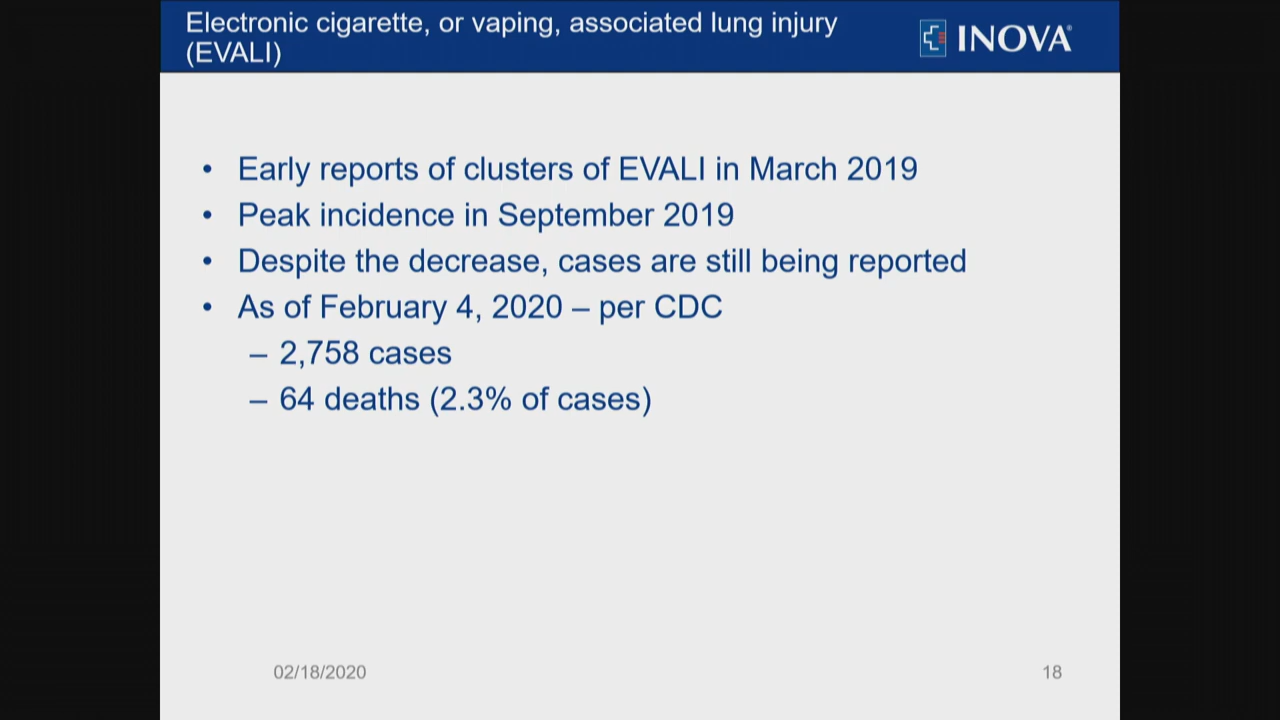 Electronic cigarette, or vaping, associated lung injury
(EVALI)
INOVA®
• Early reports of clusters of EVALI in March 2019
• Peak incidence in September 2019
• Despite the decrease, cases are still being reported
• As of February 4, 2020 – per CDC
– 2,758 cases
– 64 deaths (2.3% of cases)
02/18/2020
18